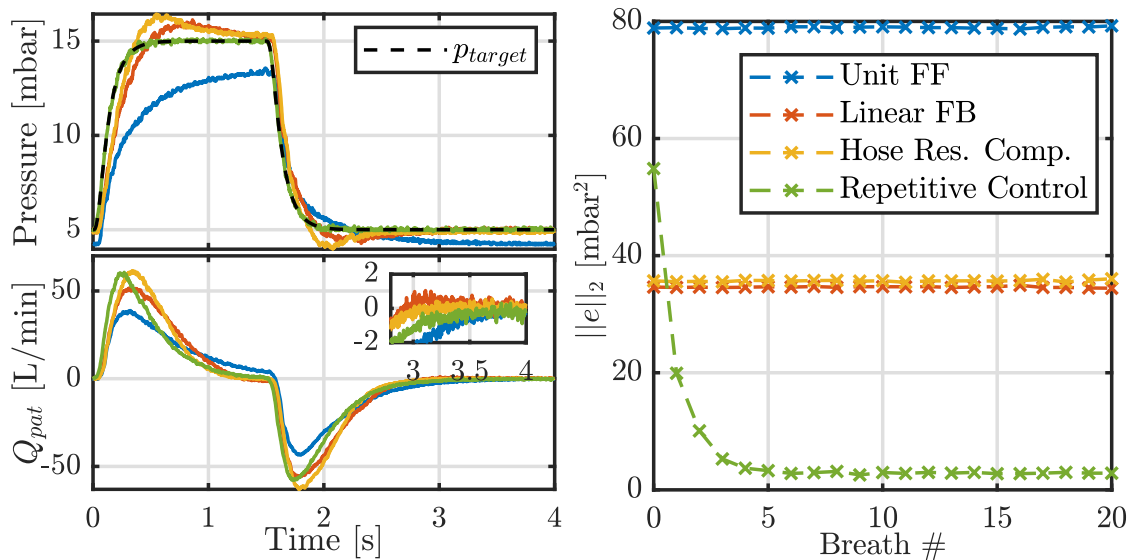 Pressure [mbar]
15
10
5
p_target
Q_pat [L/min]
50
0
-50
2
0
-2
3 3.5 4
0 1 2 3 4
Time [s]
||e||₂ [mbar²]
80
60
40
20
0
Unit FF
Linear FB
Hose Res. Comp.
Repetitive Control
0 5 10 15 20
Breath #